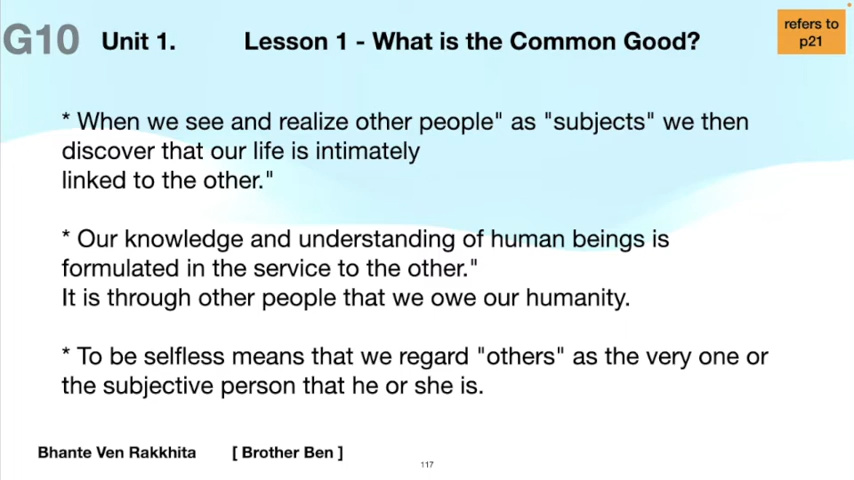 G10 Unit 1. Lesson 1 - What is the Common Good?
refers to
p21
* When we see and realize other people" as "subjects" we then
discover that our life is intimately
linked to the other."
* Our knowledge and understanding of human beings is
formulated in the service to the other."
It is through other people that we owe our humanity.
* To be selfless means that we regard "others" as the very one or
the subjective person that he or she is.
Bhante Ven Rakkhita [ Brother Ben ]
117